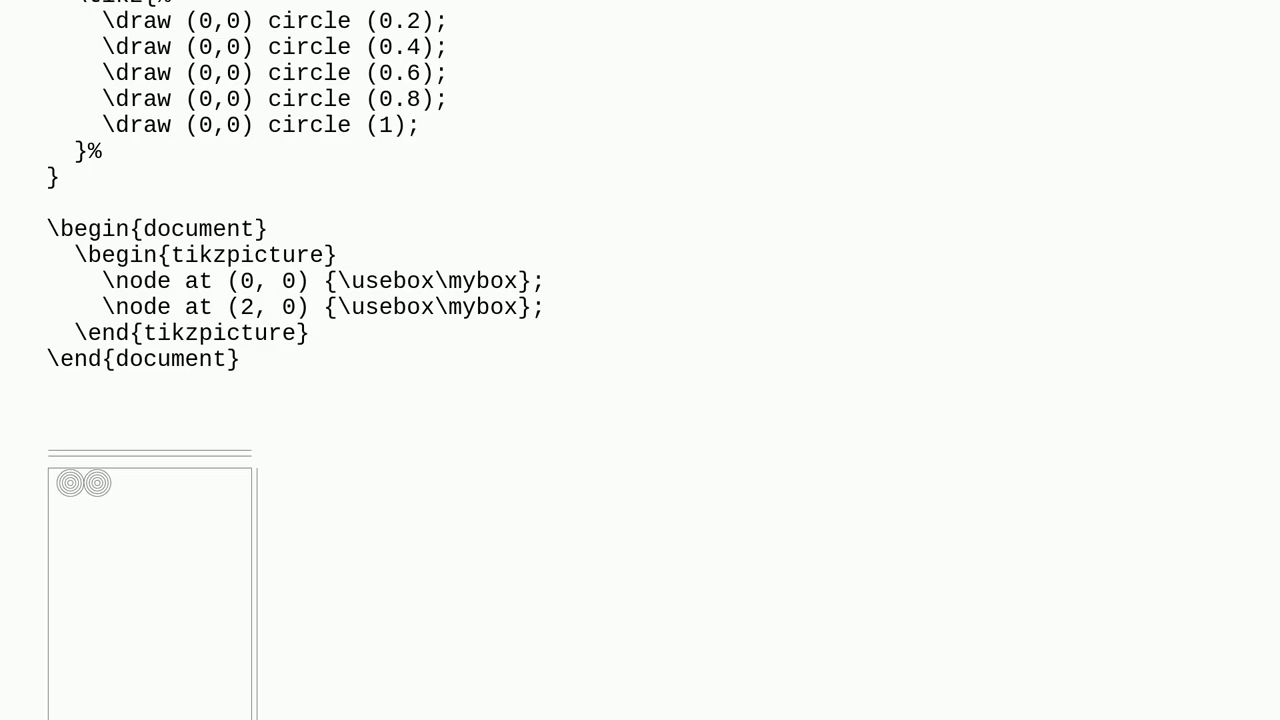 \tikz{%
\draw (0,0) circle (0.2);
\draw (0,0) circle (0.4);
\draw (0,0) circle (0.6);
\draw (0,0) circle (0.8);
\draw (0,0) circle (1);
}%
}
\begin{document}
\begin{tikzpicture}
\node at (0, 0) {\usebox\mybox};
\node at (2, 0) {\usebox\mybox};
\end{tikzpicture}
\end{document}